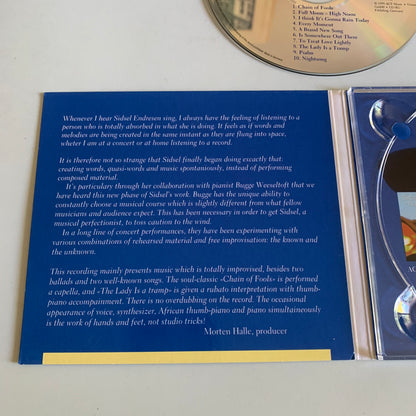 1. Chain of Fools
2. Full Moon - High Noon
3. I think It's Gonna Rain Today
4. Every Moment
5. A Brand New Song
6. Is Somewhere Out There
7. To Treat Love Lightly
8. The Lady Is a Tramp
9. Psalm
10. Nightsong
Whenever I hear Sidsel Endresen sing, I always have the feeling of listening to a
person who is totally absorbed in what she is doing. It feels as if words and
melodies are being created in the same instant as they are flung into space,
wheter I am at a concert or at home listening to a record.
It is therefore not so strange that Sidsel finally began doing excactly that:
creating words, quasi-words and music spontaniously, instead of performing
composed material.
It's particulary through her collaboration with pianist Bugge Wesseltoft that we
have heard this new phase of Sidsel's work. Bugge has the unique ability to
constantly choose a musical course which is slightly different from what fellow
musicians and audience expect. This has been necessary in order to get Sidsel, a
musical perfectionist, to toss caution to the wind.
In a long line of concert performances, they have been experimenting with
various combinations of rehearsed material and free improvisation: the known and
the unknown.
This recording mainly presents music which is totally improvised, besides two
ballads and two well-known songs. The soul-classic «Chain of Fools» is performed
a capella, and «The Lady Is a tramp» is given a rubato interpretation with thumb-
piano accompaniment. There is no overdubbing on the record. The occasional
appearance of voice, synthesizer, African thumb-piano and piano simultaineously
is the work of hands and feet, not studio tricks!
Morten Halle, producer